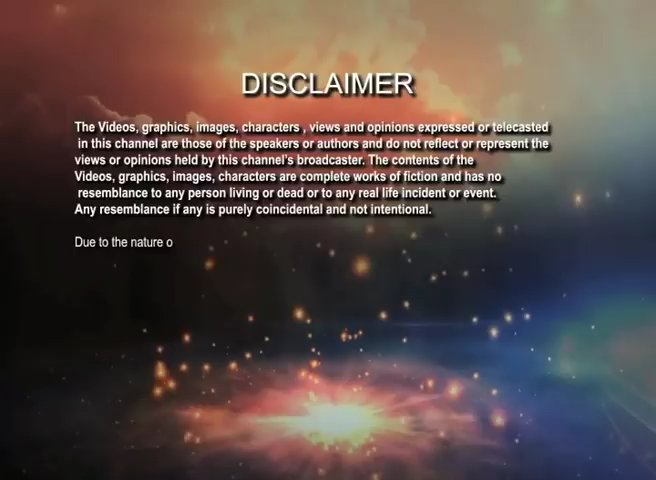 DISCLAIMER
The Videos, graphics, images, characters , views and opinions expressed or telecasted
in this channel are those of the speakers or authors and do not reflect or represent the
views or opinions held by this channel's broadcaster. The contents of the
Videos, graphics, images, characters are complete works of fiction and has no
resemblance to any person living or dead or to any real life incident or event.
Any resemblance if any is purely coincidental and not intentional.
Due to the nature o